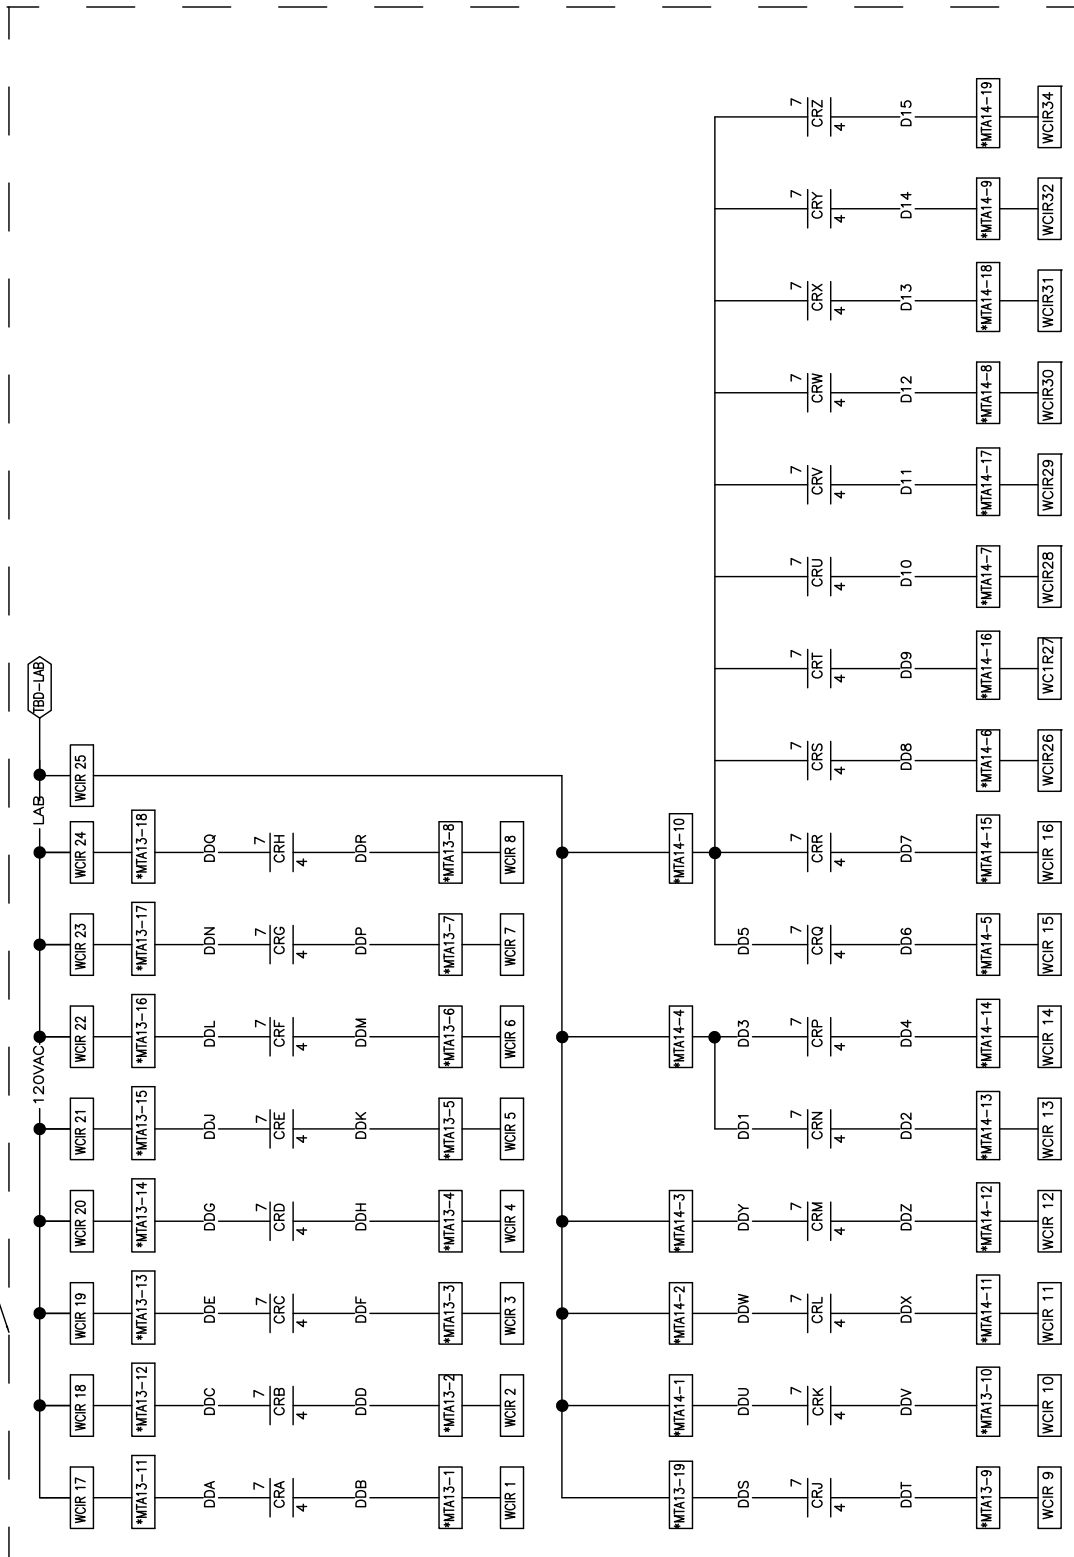 TBD-LAB
LAB
120VAC
WCIR 17
*MTA13-11
DDA
7
CRA
4
DDB
*MTA13-1
WCIR 1
WCIR 18
*MTA13-12
DDC
7
CRB
4
DDD
*MTA13-2
WCIR 2
WCIR 19
*MTA13-13
DDE
7
CRC
4
DDF
*MTA13-3
WCIR 3
WCIR 20
*MTA13-14
DDG
7
CRD
4
DDH
*MTA13-4
WCIR 4
WCIR 21
*MTA13-15
DDJ
7
CRE
4
DDK
*MTA13-5
WCIR 5
WCIR 22
*MTA13-16
DDL
7
CRF
4
DDM
*MTA13-6
WCIR 6
WCIR 23
*MTA13-17
DDN
7
CRG
4
DDP
*MTA13-7
WCIR 7
WCIR 24
*MTA13-18
DDQ
7
CRH
4
DDR
*MTA13-8
WCIR 8
WCIR 25
*MTA13-19
DDS
7
CRJ
4
DDT
*MTA13-9
WCIR 9
*MTA14-1
DDU
7
CRK
4
DDV
*MTA13-10
WCIR 10
*MTA14-2
DDW
7
CRL
4
DDX
*MTA14-11
WCIR 11
*MTA14-3
DDY
7
CRM
4
DDZ
*MTA14-12
WCIR 12
DD1
7
CRN
4
DD2
*MTA14-13
WCIR 13
*MTA14-4
DD3
7
CRP
4
DD4
*MTA14-14
WCIR 14
DD5
7
CRQ
4
DD6
*MTA14-5
WCIR 15
*MTA14-10
7
CRR
4
DD7
*MTA14-15
WCIR 16
7
CRS
4
DD8
*MTA14-6
WCIR26
7
CRT
4
DD9
*MTA14-16
WC1R27
7
CRU
4
D10
*MTA14-7
WCIR28
7
CRV
4
D11
*MTA14-17
WCIR29
7
CRW
4
D12
*MTA14-8
WCIR30
7
CRX
4
D13
*MTA14-18
WCIR31
7
CRY
4
D14
*MTA14-9
WCIR32
7
CRZ
4
D15
*MTA14-19
WCIR34